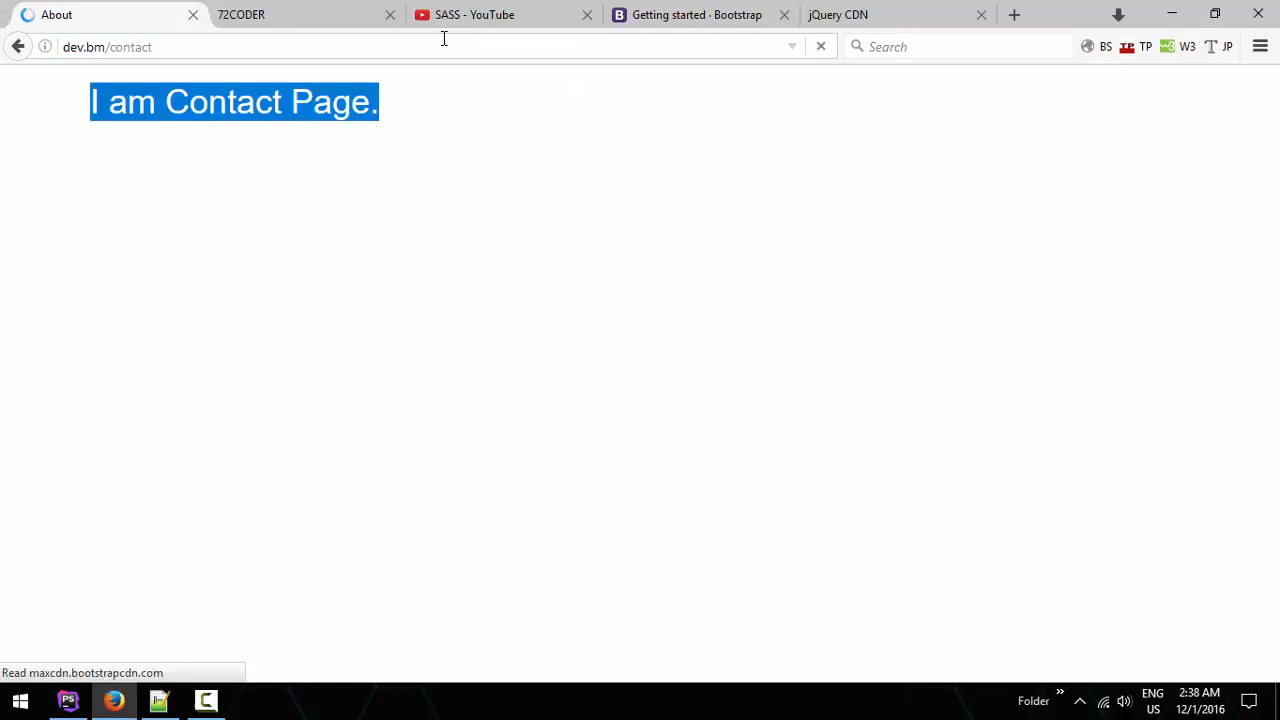 About
72CODER
SASS - YouTube
Getting started · Bootstrap
jQuery CDN
dev.bm/contact
Search
BS
TP
W3
JP
I am Contact Page.
Read maxcdn.bootstrapcdn.com
Folder
ENG
US
2:38 AM
12/1/2016